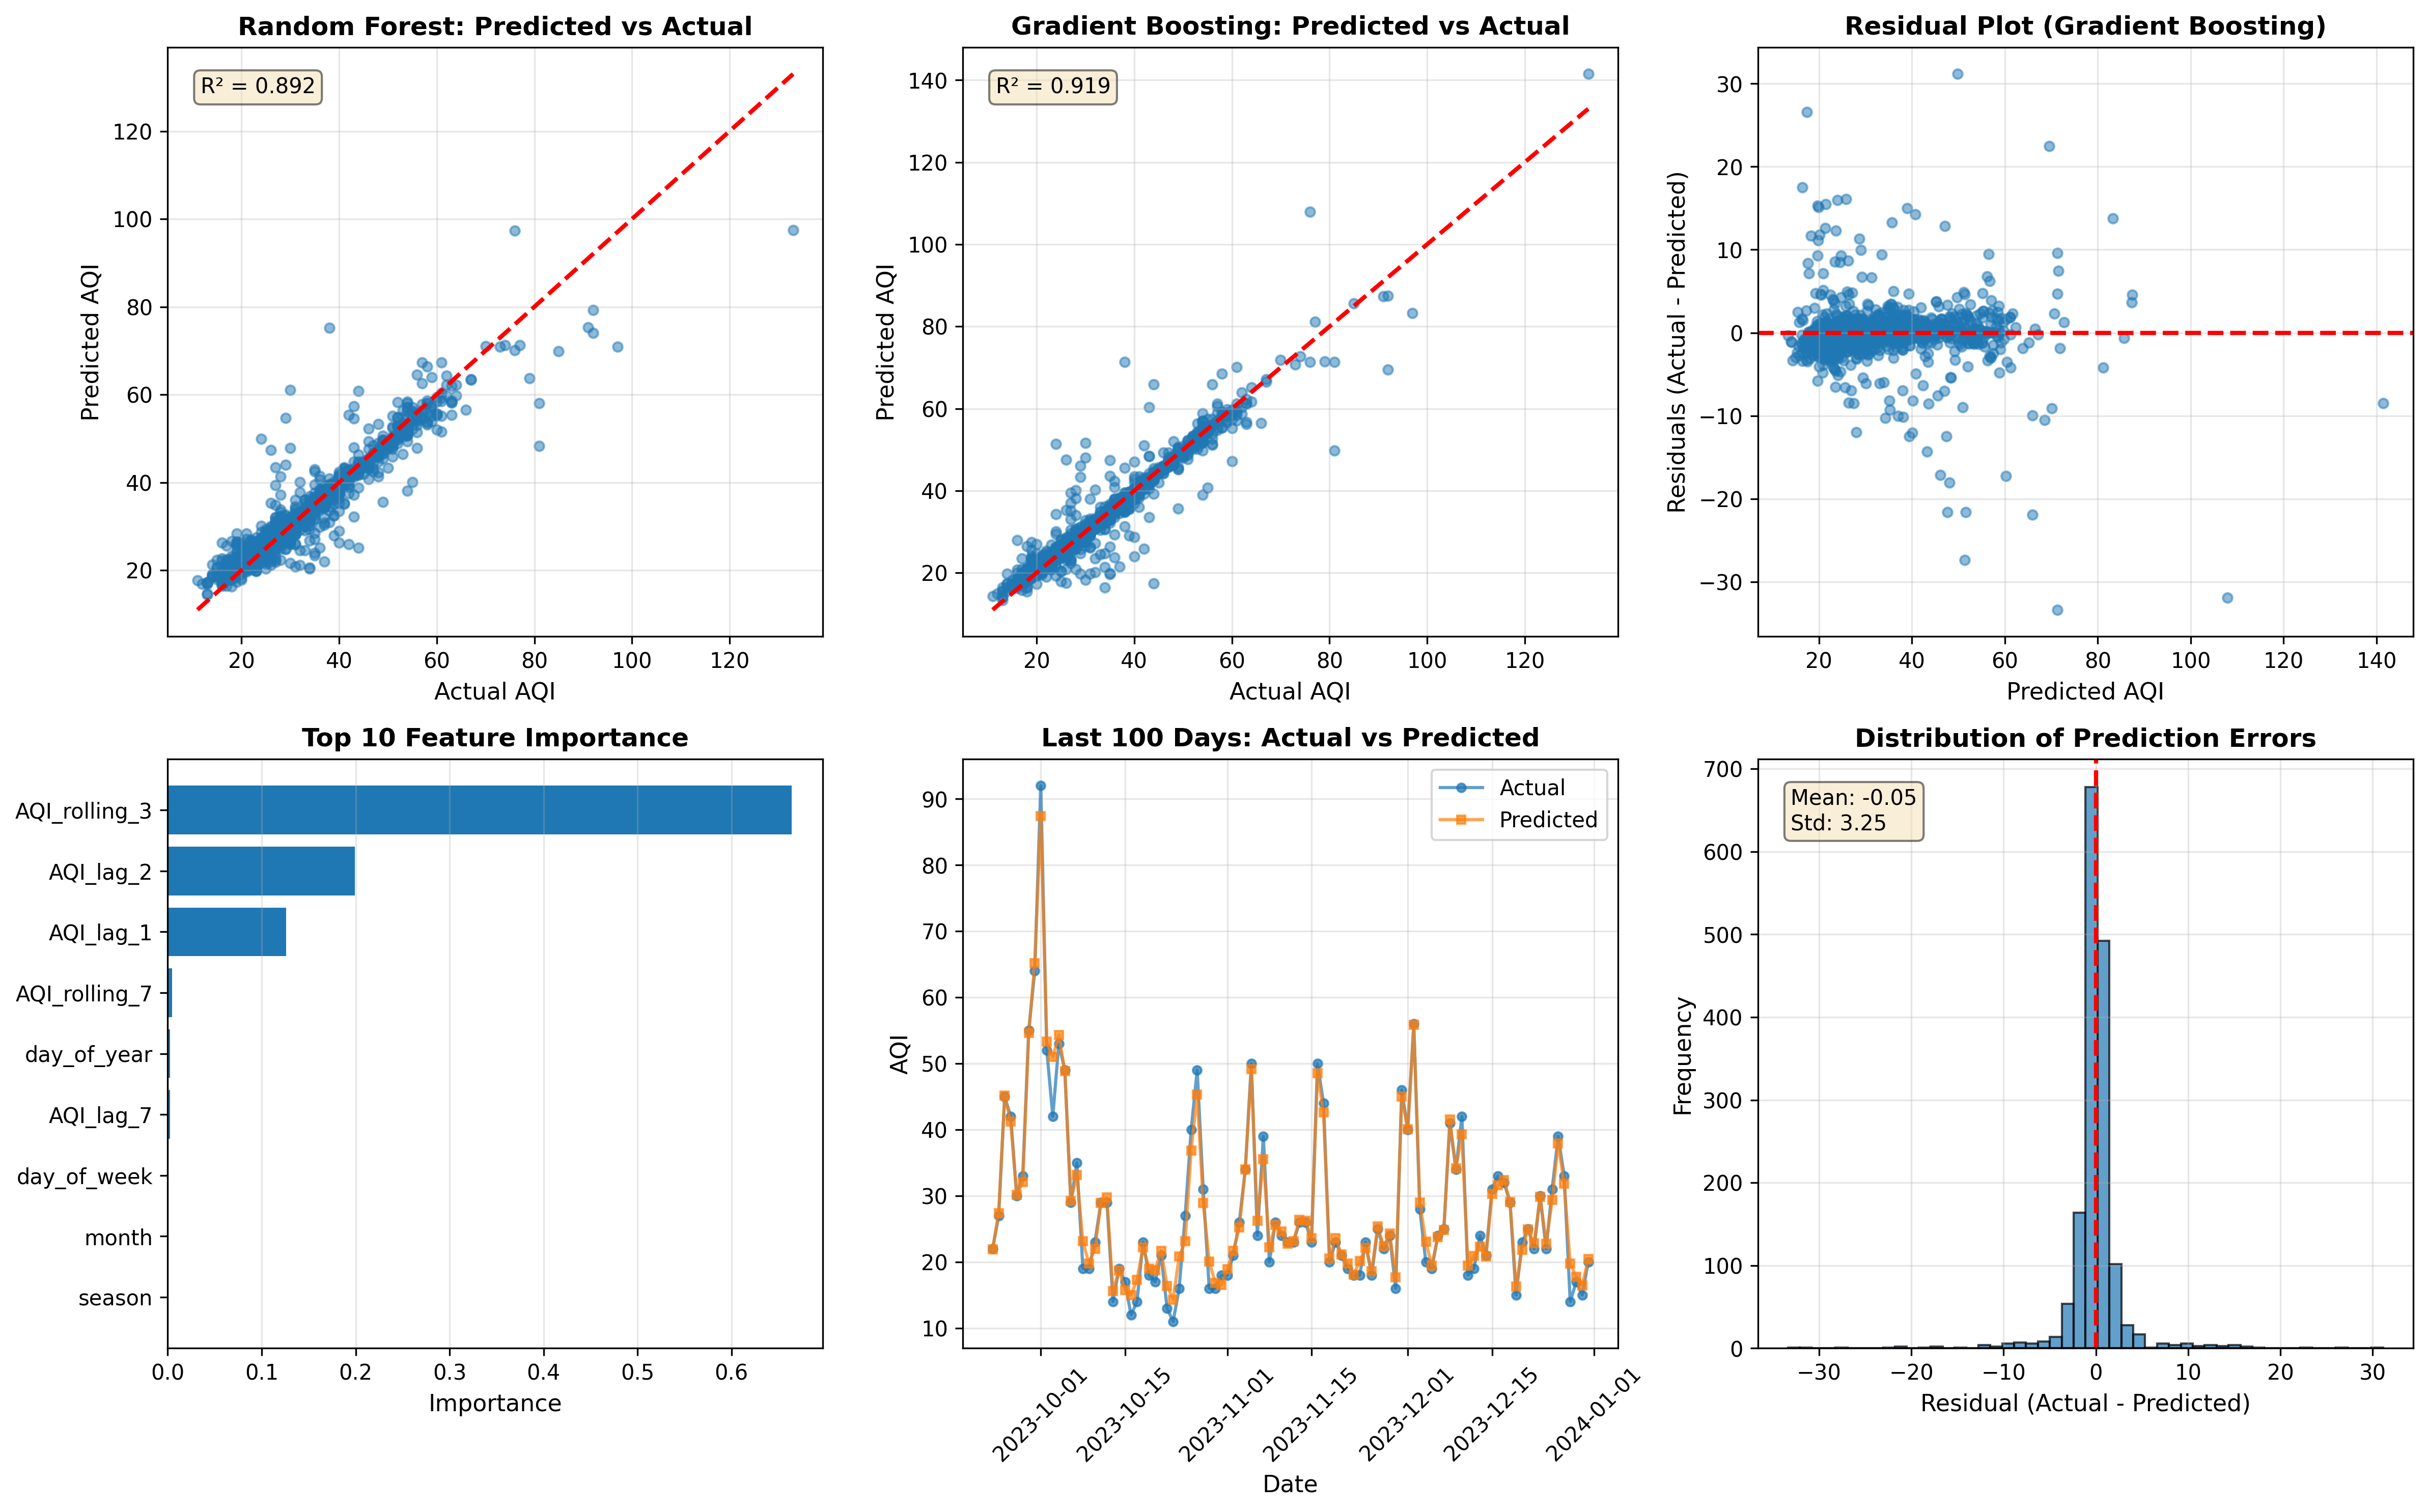 Random Forest: Predicted vs Actual
R² = 0.892
Predicted AQI
120
100
80
60
40
20
20 40 60 80 100 120
Actual AQI
Gradient Boosting: Predicted vs Actual
R² = 0.919
Predicted AQI
140
120
100
80
60
40
20
20 40 60 80 100 120
Actual AQI
Residual Plot (Gradient Boosting)
Residuals (Actual - Predicted)
30
20
10
0
−10
−20
−30
20 40 60 80 100 120 140
Predicted AQI
Top 10 Feature Importance
AQI_rolling_3
AQI_lag_2
AQI_lag_1
AQI_rolling_7
day_of_year
AQI_lag_7
day_of_week
month
season
0.0 0.1 0.2 0.3 0.4 0.5 0.6
Importance
Last 100 Days: Actual vs Predicted
Actual
Predicted
AQI
90
80
70
60
50
40
30
20
10
2023-10-01
2023-10-15
2023-11-01
2023-11-15
2023-12-01
2023-12-15
2024-01-01
Date
Distribution of Prediction Errors
Mean: -0.05
Std: 3.25
Frequency
700
600
500
400
300
200
100
0
−30 −20 −10 0 10 20 30
Residual (Actual - Predicted)